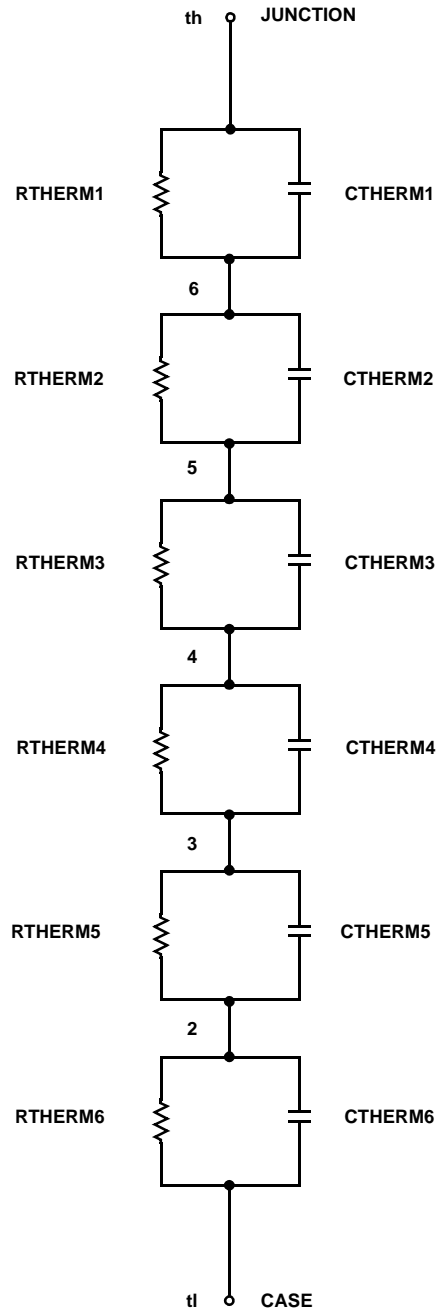 th JUNCTION
RTHERM1 CTHERM1
6
RTHERM2 CTHERM2
5
RTHERM3 CTHERM3
4
RTHERM4 CTHERM4
3
RTHERM5 CTHERM5
2
RTHERM6 CTHERM6
tl CASE